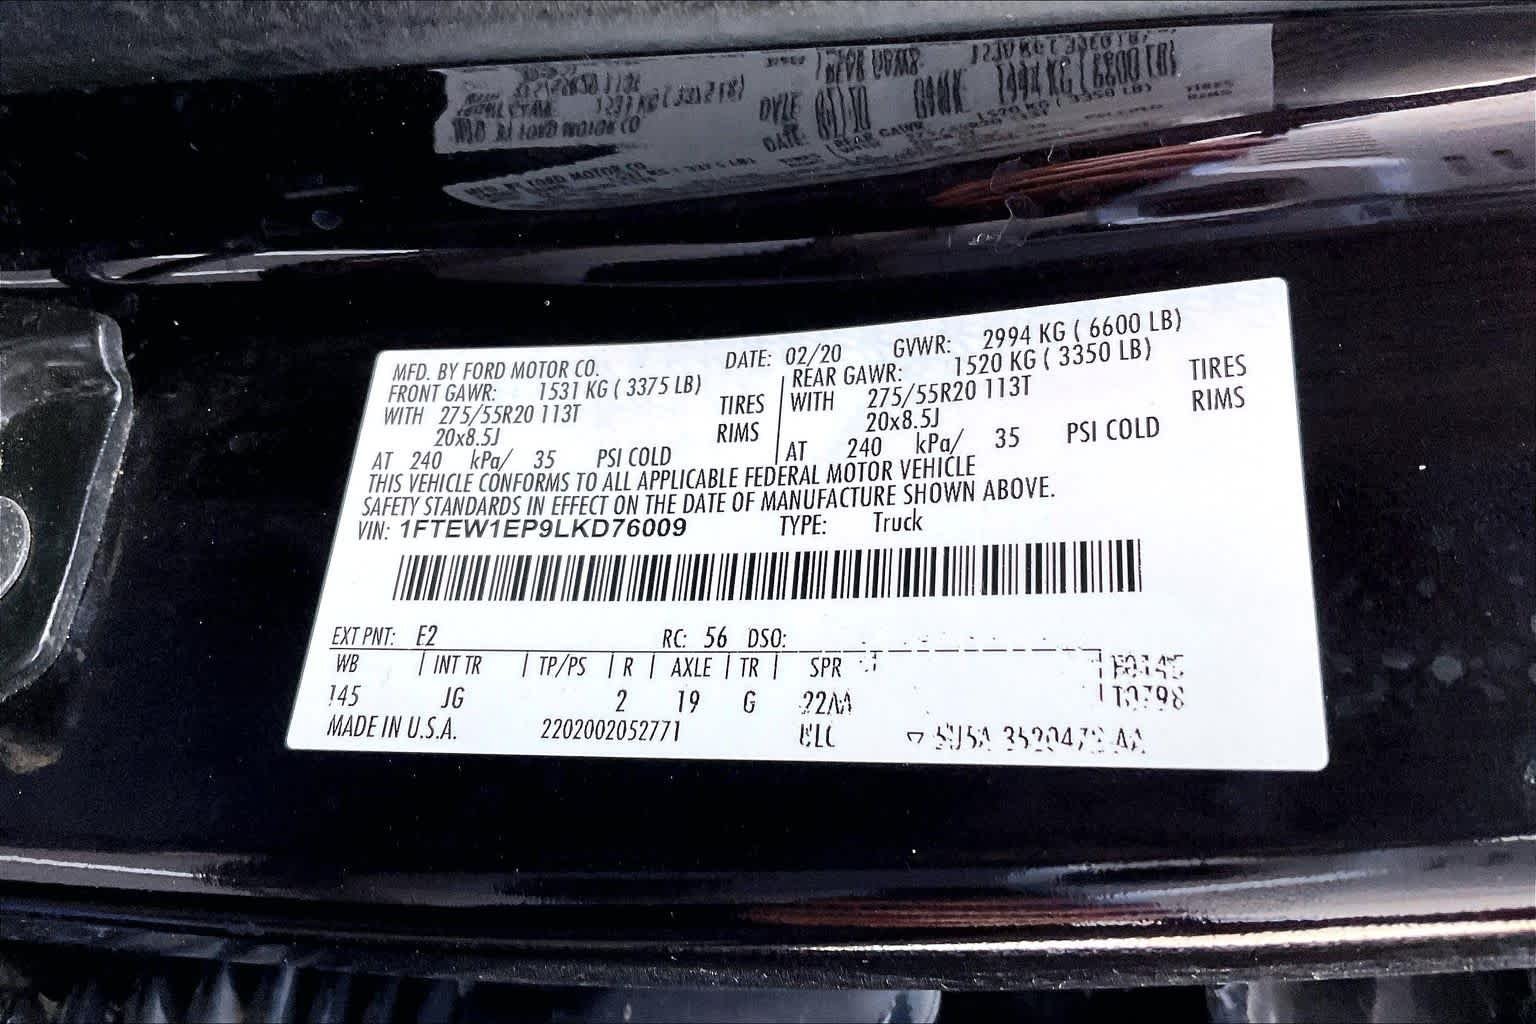 MFD. BY FORD MOTOR CO. DATE: 02/20 GVWR: 2994 KG ( 6600 LB)
FRONT GAWR: 1531 KG ( 3375 LB) REAR GAWR: 1520 KG ( 3350 LB)
WITH 275/55R20 113T TIRES WITH 275/55R20 113T TIRES
20x8.5J RIMS 20x8.5J RIMS
AT 240 kPa/ 35 PSI COLD AT 240 kPa/ 35 PSI COLD
THIS VEHICLE CONFORMS TO ALL APPLICABLE FEDERAL MOTOR VEHICLE
SAFETY STANDARDS IN EFFECT ON THE DATE OF MANUFACTURE SHOWN ABOVE.
VIN: 1FTEW1EP9LKD76009 TYPE: Truck
EXT PNT: E2 RC: 56 DSO:
WB INT TR TP/PS R AXLE TR SPR
145 JG 2 19 G 22AA
MADE IN U.S.A. 2202002052771